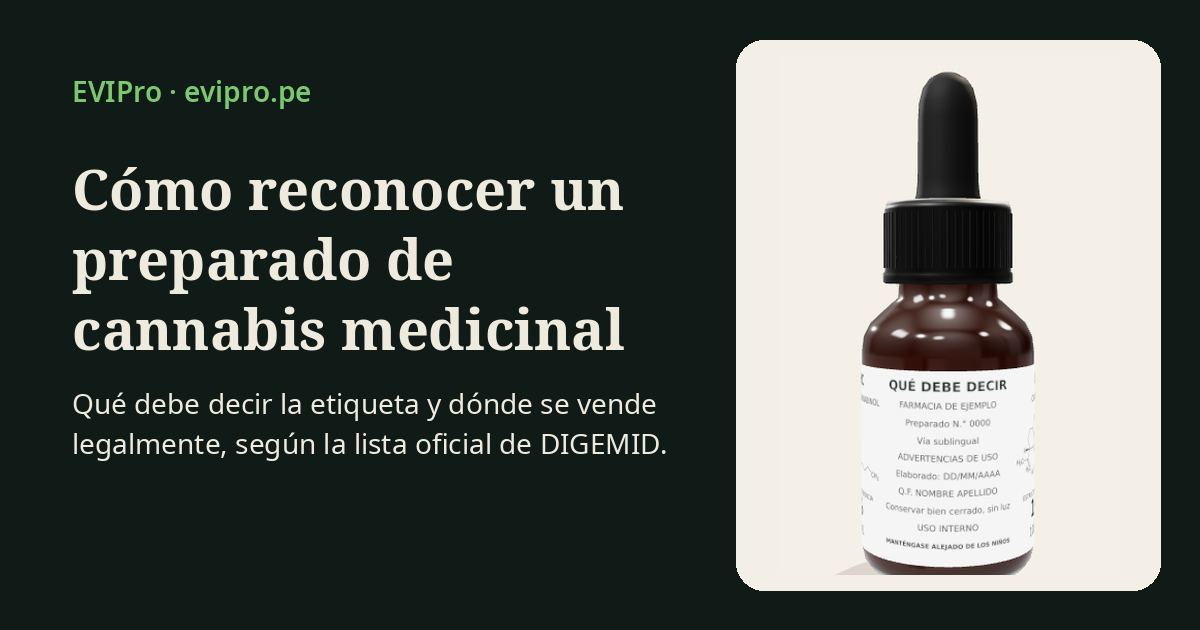 EVIPro · evipro.pe
Cómo reconocer un
preparado de
cannabis medicinal
Qué debe decir la etiqueta y dónde se vende
legalmente, según la lista oficial de DIGEMID.
QUÉ DEBE DECIR
FARMACIA DE EJEMPLO
Preparado N.° 0000
Vía sublingual
ADVERTENCIAS DE USO
Elaborado: DD/MM/AAAA
Q.F. NOMBRE APELLIDO
Conservar bien cerrado, sin luz
USO INTERNO
MANTÉNGASE ALEJADO DE LOS NIÑOS